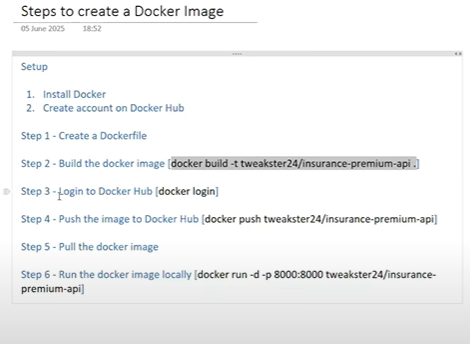 Steps to create a Docker Image
05 June 2025 18:52
Setup
1. Install Docker
2. Create account on Docker Hub
Step 1 - Create a Dockerfile
Step 2 - Build the docker image [docker build -t tweakster24/insurance-premium-api .]
Step 3 - Login to Docker Hub [docker login]
Step 4 - Push the image to Docker Hub [docker push tweakster24/insurance-premium-api]
Step 5 - Pull the docker image
Step 6 - Run the docker image locally [docker run -d -p 8000:8000 tweakster24/insurance-
premium-api]